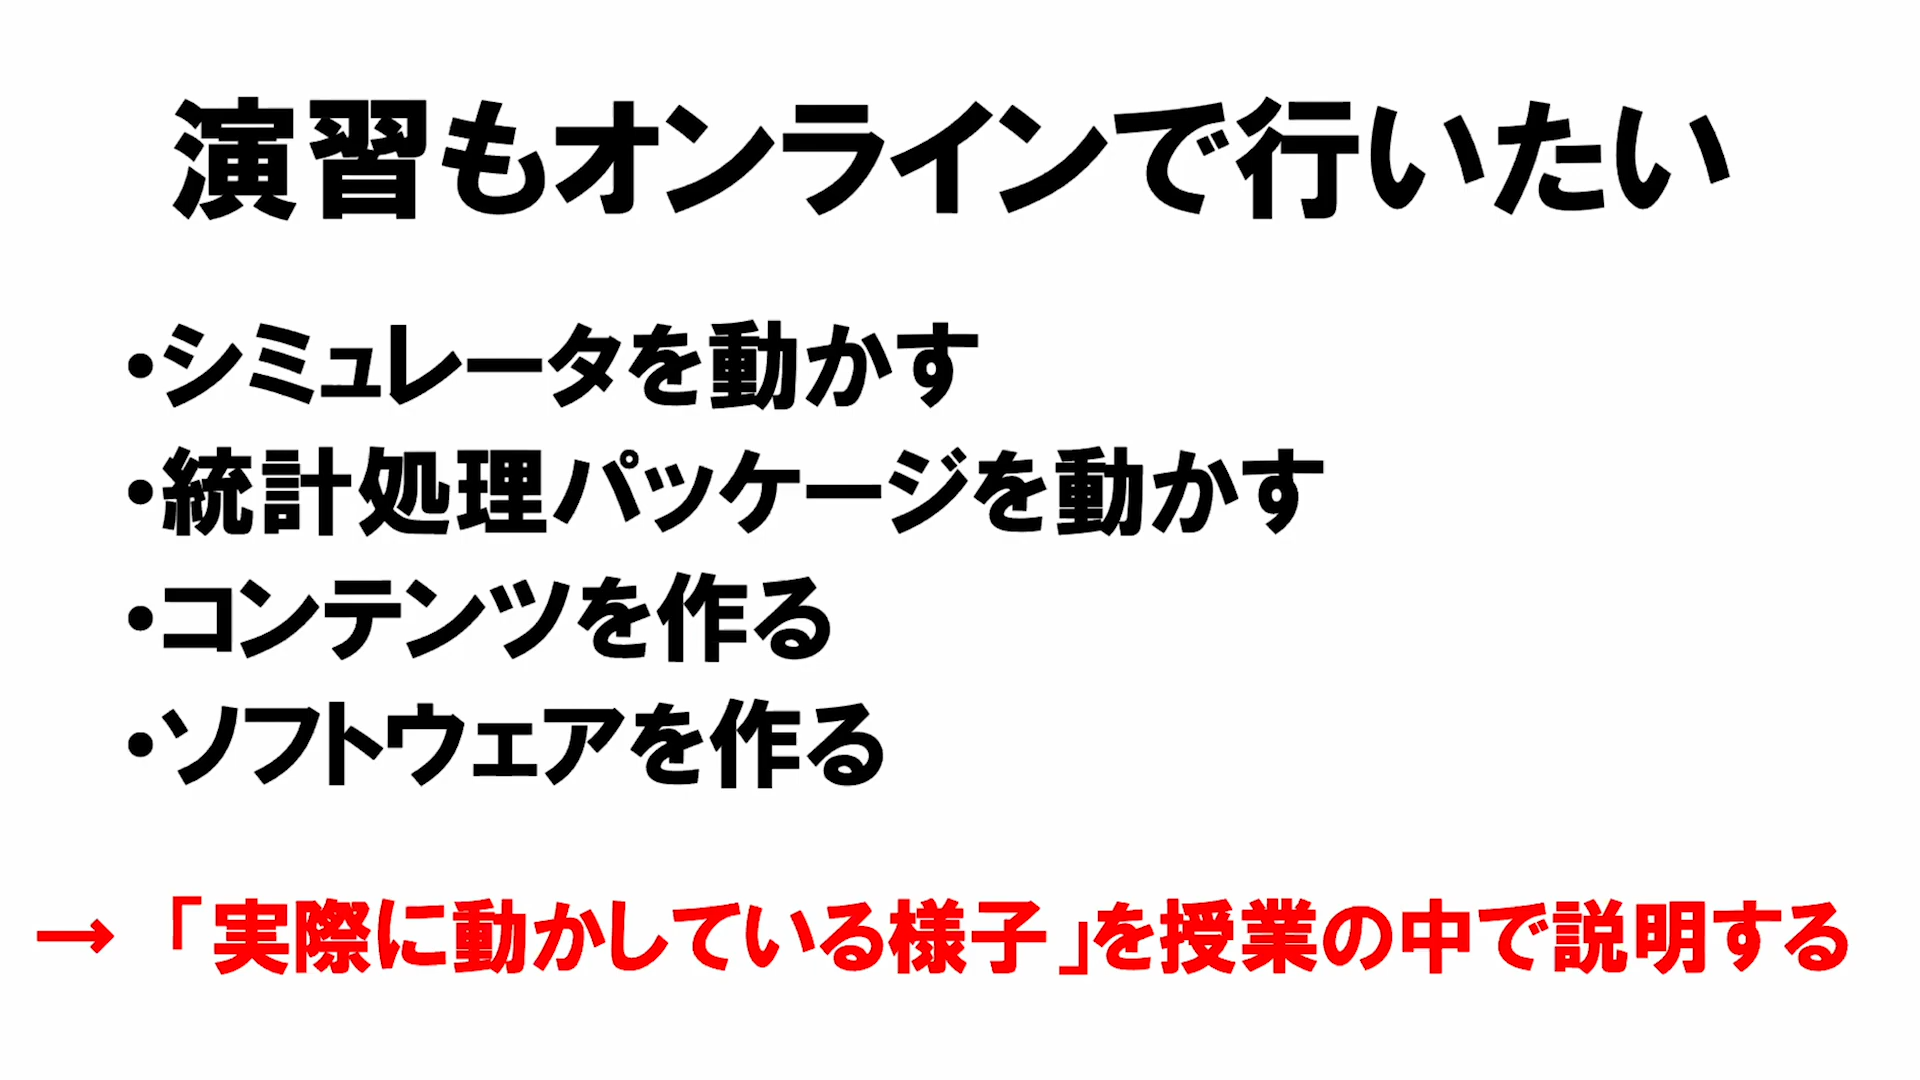 演習もオンラインで行いたい
・シミュレータを動かす
・統計処理パッケージを動かす
・コンテンツを作る
・ソフトウェアを作る
→「実際に動かしている様子」を授業の中で説明する